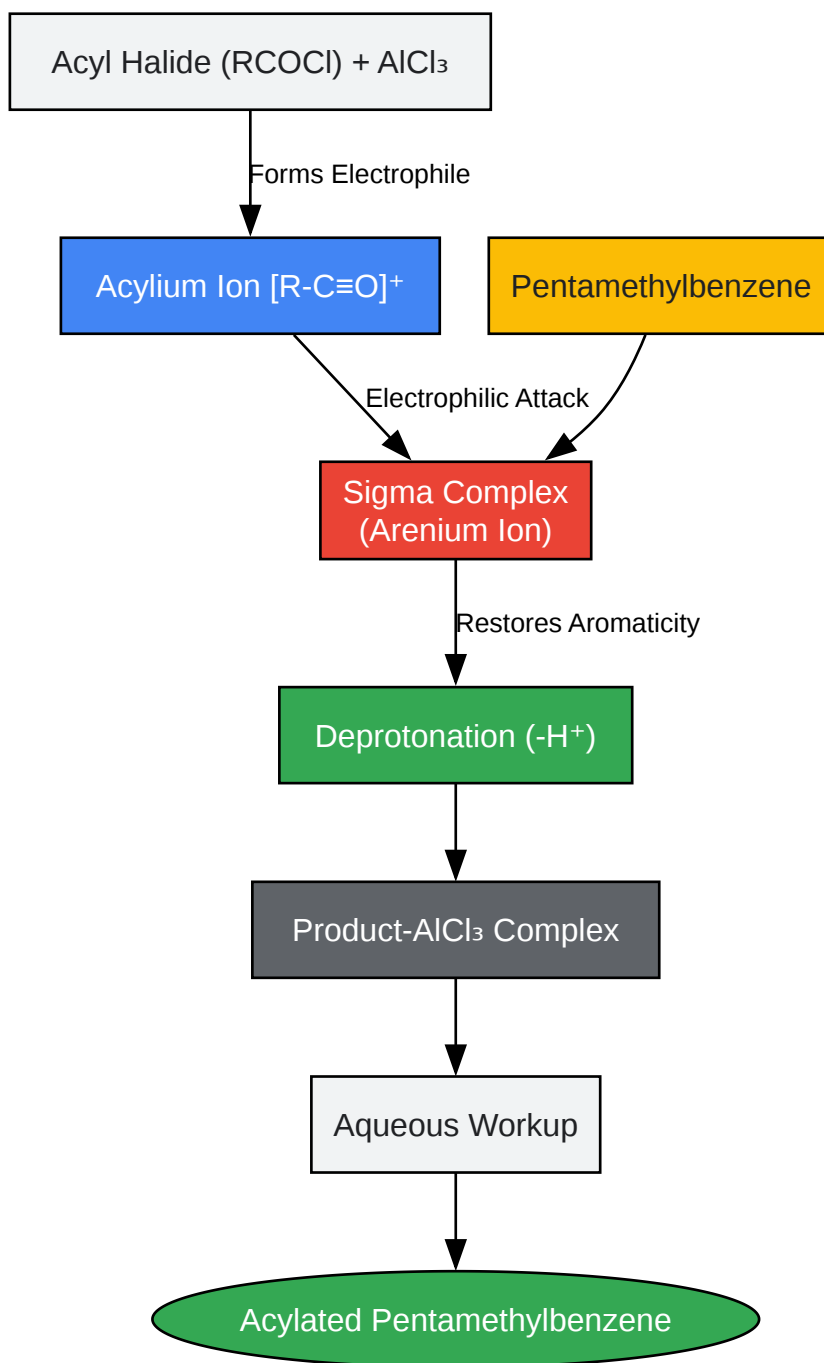 Acyl Halide (RCOCl) + AlCl₃
Forms Electrophile
Acylium Ion [R-C≡O]⁺
Pentamethylbenzene
Electrophilic Attack
Sigma Complex
(Arenium Ion)
Restores Aromaticity
Deprotonation (-H⁺)
Product-AlCl₃ Complex
Aqueous Workup
Acylated Pentamethylbenzene